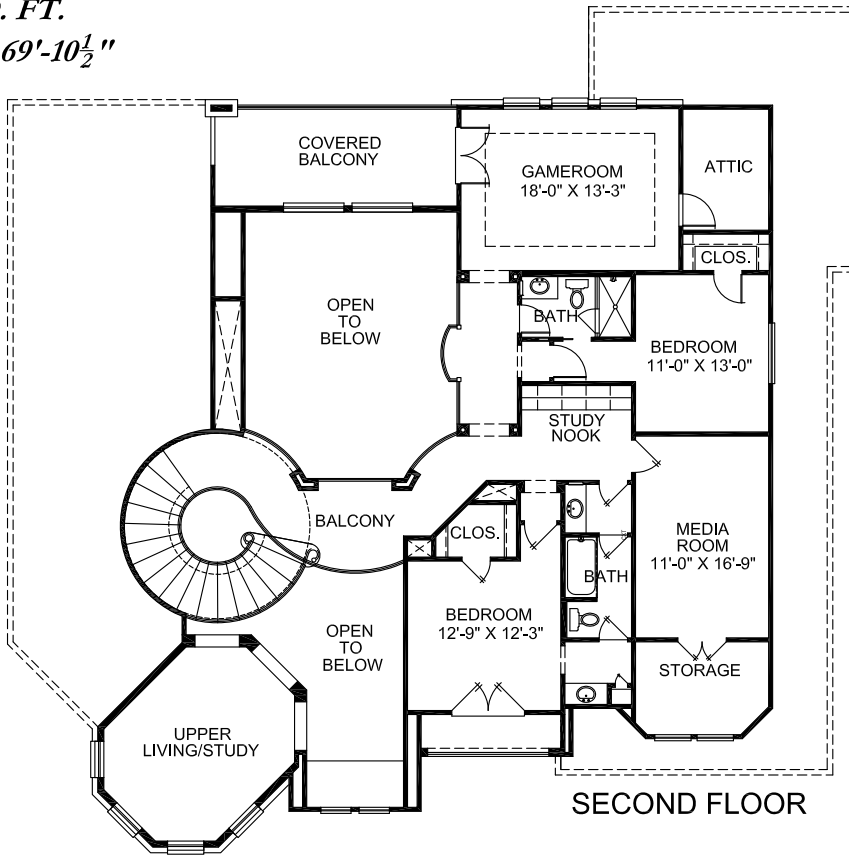 . FT.
69'-10½"
COVERED
BALCONY
GAMEROOM
18'-0" X 13'-3"
ATTIC
CLOS.
OPEN
TO
BELOW
BATH
BEDROOM
11'-0" X 13'-0"
STUDY
NOOK
BALCONY
CLOS.
MEDIA
ROOM
11'-0" X 16'-9"
BATH
BEDROOM
12'-9" X 12'-3"
OPEN
TO
BELOW
STORAGE
UPPER
LIVING/STUDY
SECOND FLOOR